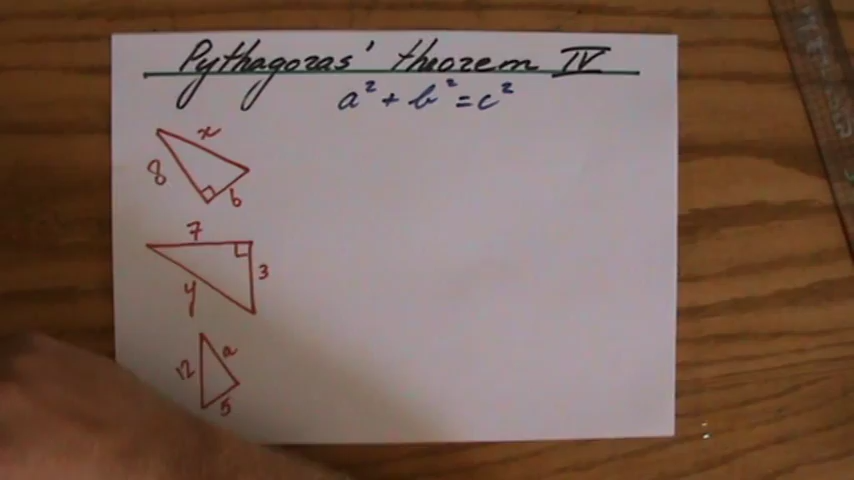 Pythagoras' theorem IV
a² + b² = c²
x
8
6
7
3
y
12
a
5